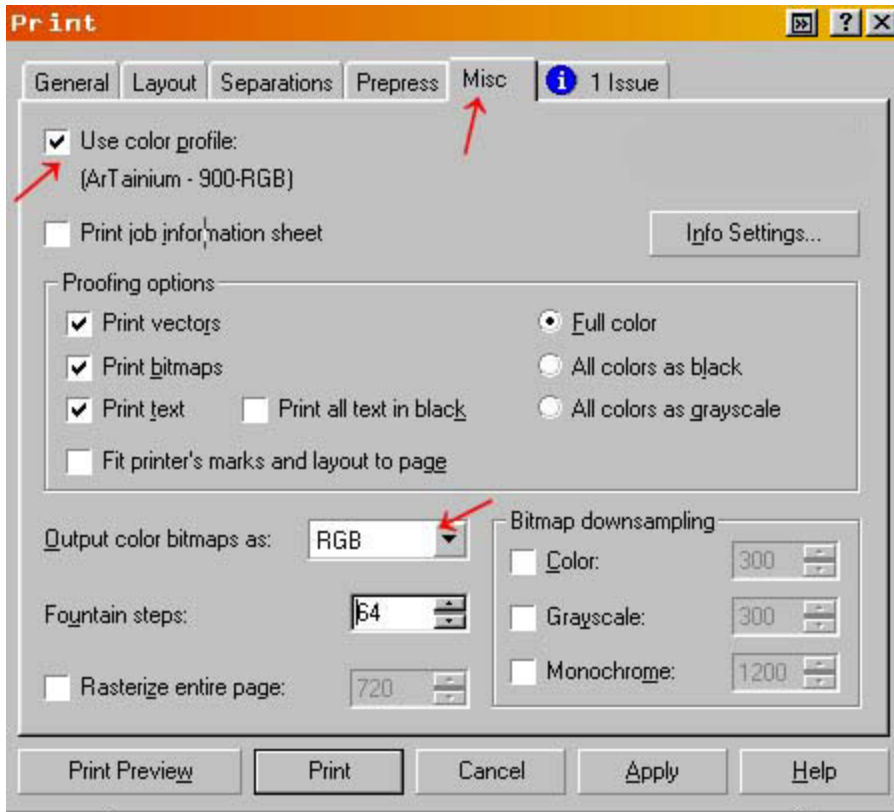 Print
? X
General Layout Separations Prepress Misc i 1 Issue
Use color profile:
(ArTainium - 900-RGB)
Print job information sheet Info Settings...
Proofing options
Print vectors Full color
Print bitmaps All colors as black
Print text Print all text in black All colors as grayscale
Fit printer's marks and layout to page
Output color bitmaps as: RGB Bitmap downsampling
Color: 300
Fountain steps: 64 Grayscale: 300
Rasterize entire page: 720 Monochrome: 1200
Print Preview Print Cancel Apply Help